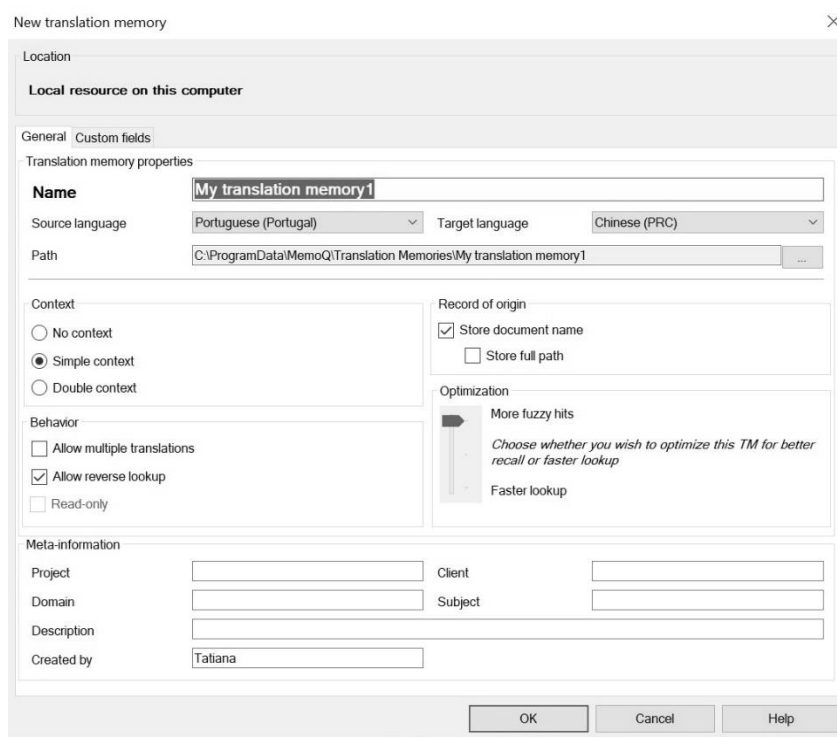 New translation memory
Location
Local resource on this computer
General Custom fields
Translation memory properties
Name My translation memory1
Source language Portuguese (Portugal) Target language Chinese (PRC)
Path C:\ProgramData\MemoQ\Translation Memories\My translation memory1 ...
Context
No context
Simple context
Double context
Record of origin
Store document name
Store full path
Behavior
Allow multiple translations
Allow reverse lookup
Read-only
Optimization
More fuzzy hits
Choose whether you wish to optimize this TM for better
recall or faster lookup
Faster lookup
Meta-information
Project Client
Domain Subject
Description
Created by Tatiana
OK Cancel Help